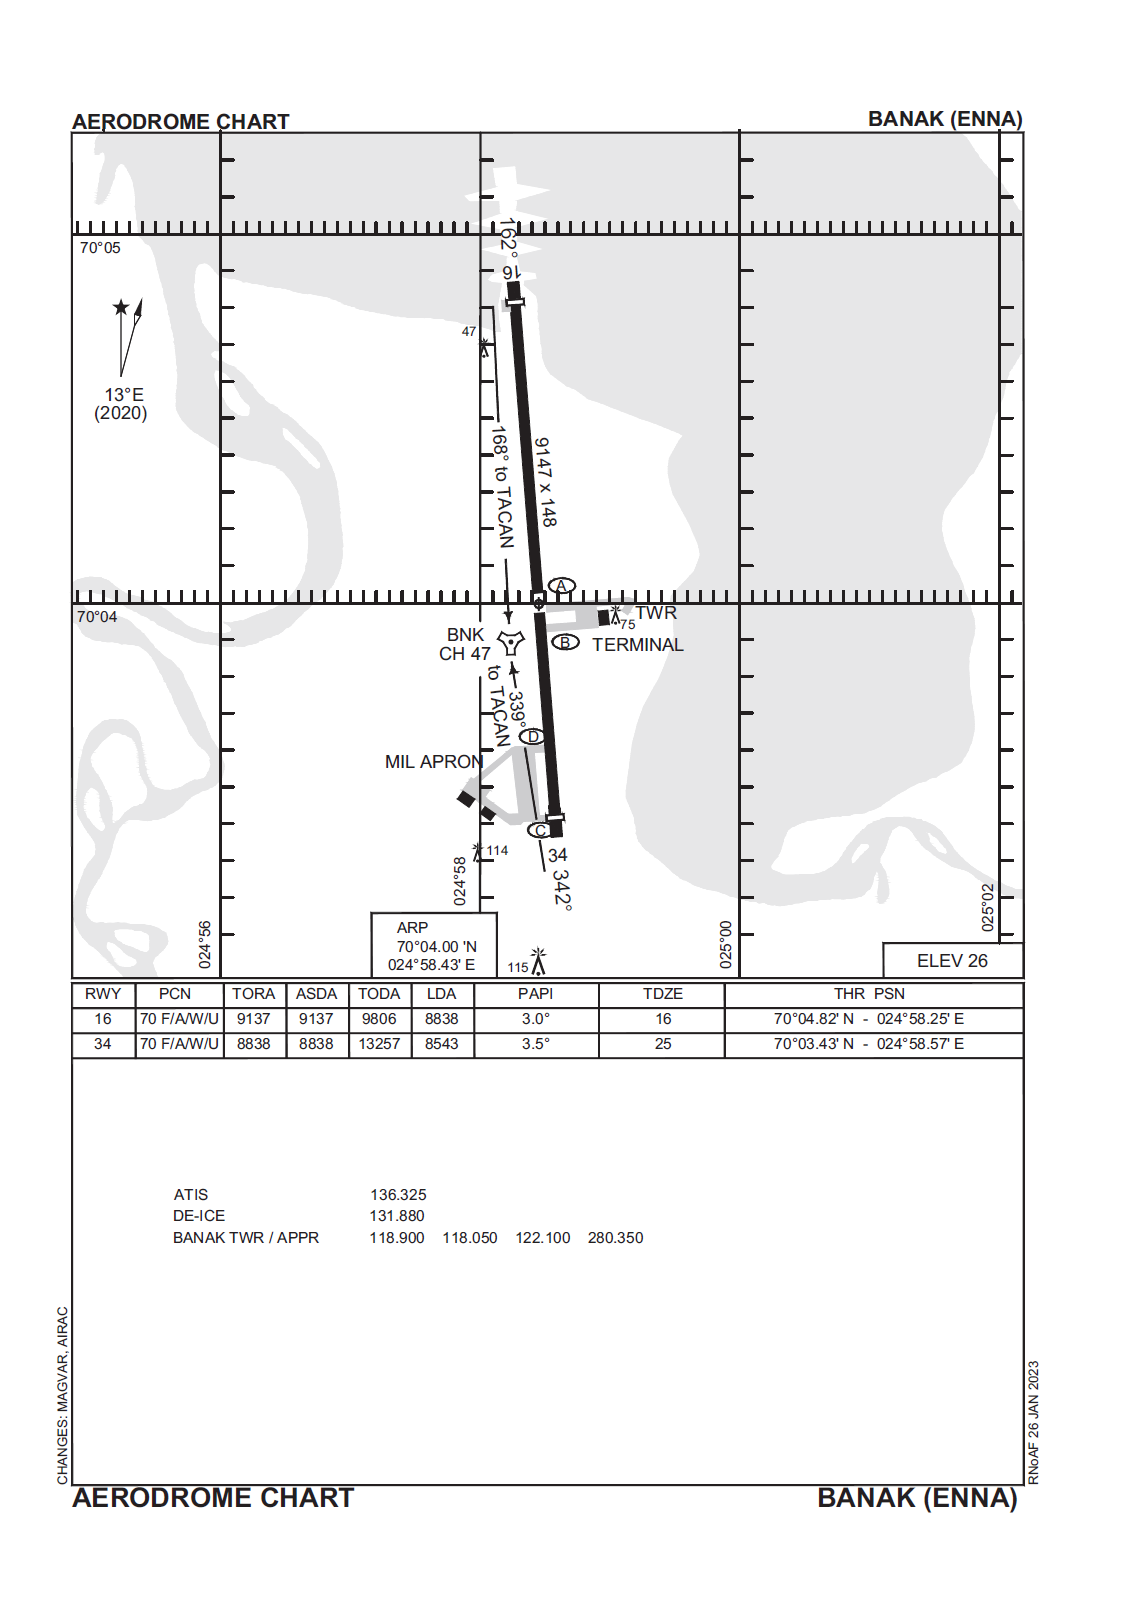 AERODROME CHART
BANAK (ENNA)
162°
16
70°05
47
13°E
(2020)
168° to TACAN
9147 x 148
A
70°04
TWR
75
BNK
CH 47
B
TERMINAL
339°
to TACAN
D
MIL APRON
C
114
34
342°
024°56
024°58
025°00
025°02
ARP
70°04.00 'N
024°58.43' E
115
ELEV 26
RWY PCN TORA ASDA TODA LDA PAPI TDZE THR PSN
16 70 F/A/W/U 9137 9137 9806 8838 3.0° 16 70°04.82' N - 024°58.25' E
34 70 F/A/W/U 8838 8838 13257 8543 3.5° 25 70°03.43' N - 024°58.57' E
ATIS 136.325
DE-ICE 131.880
BANAK TWR / APPR 118.900 118.050 122.100 280.350
CHANGES: MAGVAR, AIRAC
RNoAF 26 JAN 2023
AERODROME CHART
BANAK (ENNA)